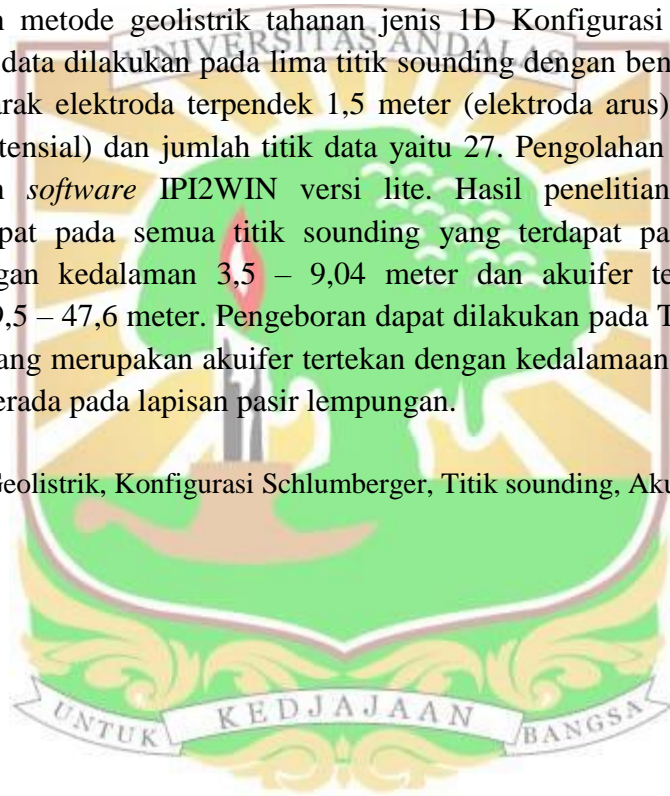 n metode geolistrik tahanan jenis 1D Konfigurasi
UNIVERSITAS ANDALAS
data dilakukan pada lima titik sounding dengan ben
arak elektroda terpendek 1,5 meter (elektroda arus)
tensial) dan jumlah titik data yaitu 27. Pengolahan
n software IPI2WIN versi lite. Hasil penelitian
pat pada semua titik sounding yang terdapat pa
gan kedalaman 3,5 – 9,04 meter dan akuifer te
9,5 – 47,6 meter. Pengeboran dapat dilakukan pada T
ang merupakan akuifer tertekan dengan kedalamaan
erada pada lapisan pasir lempungan.
Geolistrik, Konfigurasi Schlumberger, Titik sounding, Aku
UNTUK KEDJAJAAN BANGSA